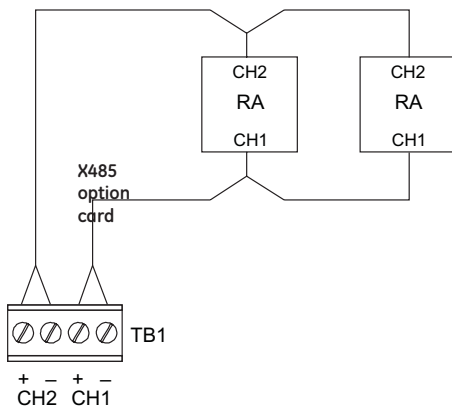 CH2
RA
CH1
CH2
RA
CH1
X485
option
card
TB1
+ – + –
CH2 CH1